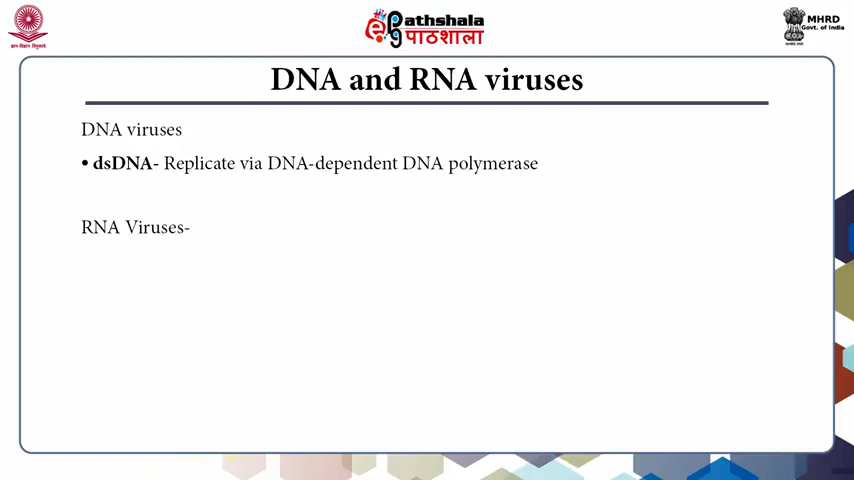 ePathshala
पाठशाला
MHRD
Govt. of India
DNA and RNA viruses
DNA viruses
• dsDNA- Replicate via DNA-dependent DNA polymerase
RNA Viruses-